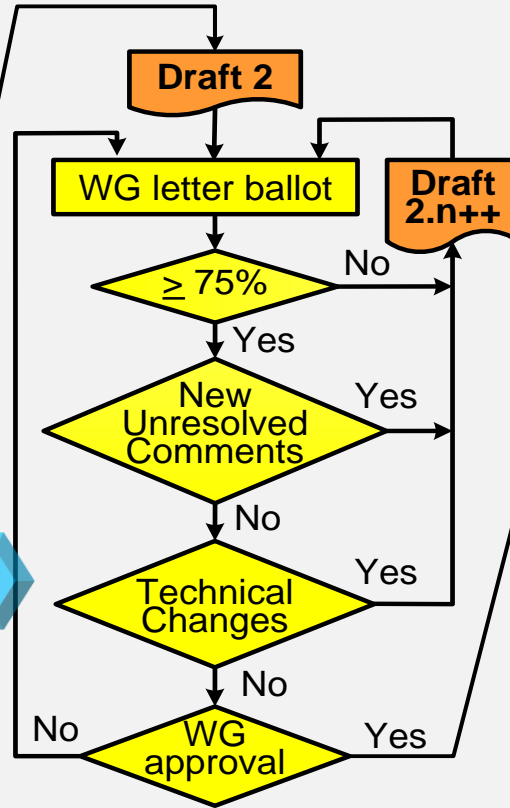 Draft 2
WG letter ballot
Draft
2.n++
≥ 75%
No
Yes
New
Unresolved
Comments
Yes
No
Technical
Changes
Yes
No
WG
approval
No
Yes